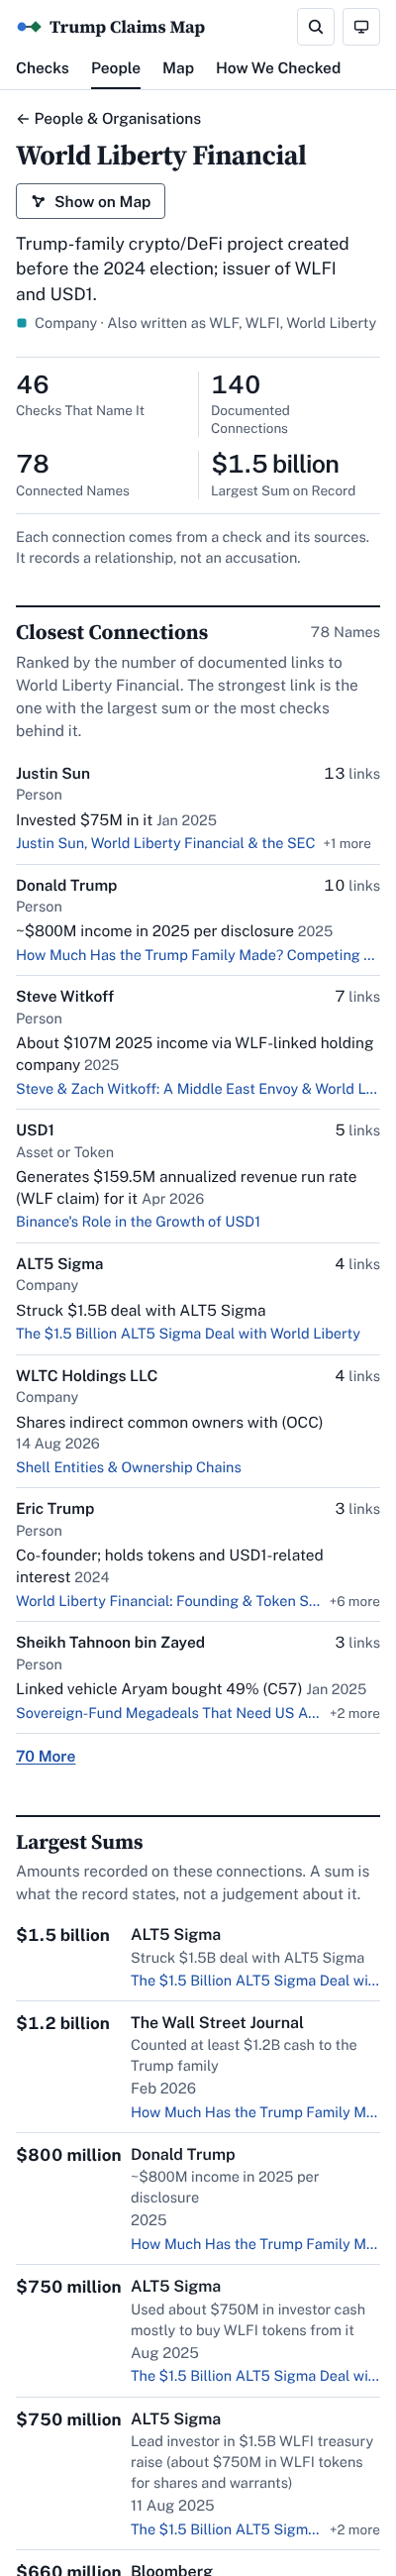 Trump Claims Map
Checks People Map How We Checked
← People & Organisations
World Liberty Financial
Show on Map
Trump-family crypto/DeFi project created
before the 2024 election; issuer of WLFI
and USD1.
Company · Also written as WLF, WLFI, World Liberty
46
Checks That Name It
140
Documented
Connections
78
Connected Names
$1.5 billion
Largest Sum on Record
Each connection comes from a check and its sources.
It records a relationship, not an accusation.
Closest Connections 78 Names
Ranked by the number of documented links to
World Liberty Financial. The strongest link is the
one with the largest sum or the most checks
behind it.
Justin Sun 13 links
Person
Invested $75M in it Jan 2025
Justin Sun, World Liberty Financial & the SEC +1 more
Donald Trump 10 links
Person
~$800M income in 2025 per disclosure 2025
How Much Has the Trump Family Made? Competing ...
Steve Witkoff 7 links
Person
About $107M 2025 income via WLF-linked holding
company 2025
Steve & Zach Witkoff: A Middle East Envoy & World L...
USD1 5 links
Asset or Token
Generates $159.5M annualized revenue run rate
(WLF claim) for it Apr 2026
Binance's Role in the Growth of USD1
ALT5 Sigma 4 links
Company
Struck $1.5B deal with ALT5 Sigma
The $1.5 Billion ALT5 Sigma Deal with World Liberty
WLTC Holdings LLC 4 links
Company
Shares indirect common owners with (OCC)
14 Aug 2026
Shell Entities & Ownership Chains
Eric Trump 3 links
Person
Co-founder; holds tokens and USD1-related
interest 2024
World Liberty Financial: Founding & Token S... +6 more
Sheikh Tahnoon bin Zayed 3 links
Person
Linked vehicle Aryam bought 49% (C57) Jan 2025
Sovereign-Fund Megadeals That Need US A... +2 more
70 More
Largest Sums
Amounts recorded on these connections. A sum is
what the record states, not a judgement about it.
$1.5 billion ALT5 Sigma
Struck $1.5B deal with ALT5 Sigma
The $1.5 Billion ALT5 Sigma Deal wi...
$1.2 billion The Wall Street Journal
Counted at least $1.2B cash to the
Trump family
Feb 2026
How Much Has the Trump Family M...
$800 million Donald Trump
~$800M income in 2025 per
disclosure
2025
How Much Has the Trump Family M...
$750 million ALT5 Sigma
Used about $750M in investor cash
mostly to buy WLFI tokens from it
Aug 2025
The $1.5 Billion ALT5 Sigma Deal wi...
$750 million ALT5 Sigma
Lead investor in $1.5B WLFI treasury
raise (about $750M in WLFI tokens
for shares and warrants)
11 Aug 2025
The $1.5 Billion ALT5 Sigm... +2 more
$660 million Bloomberg